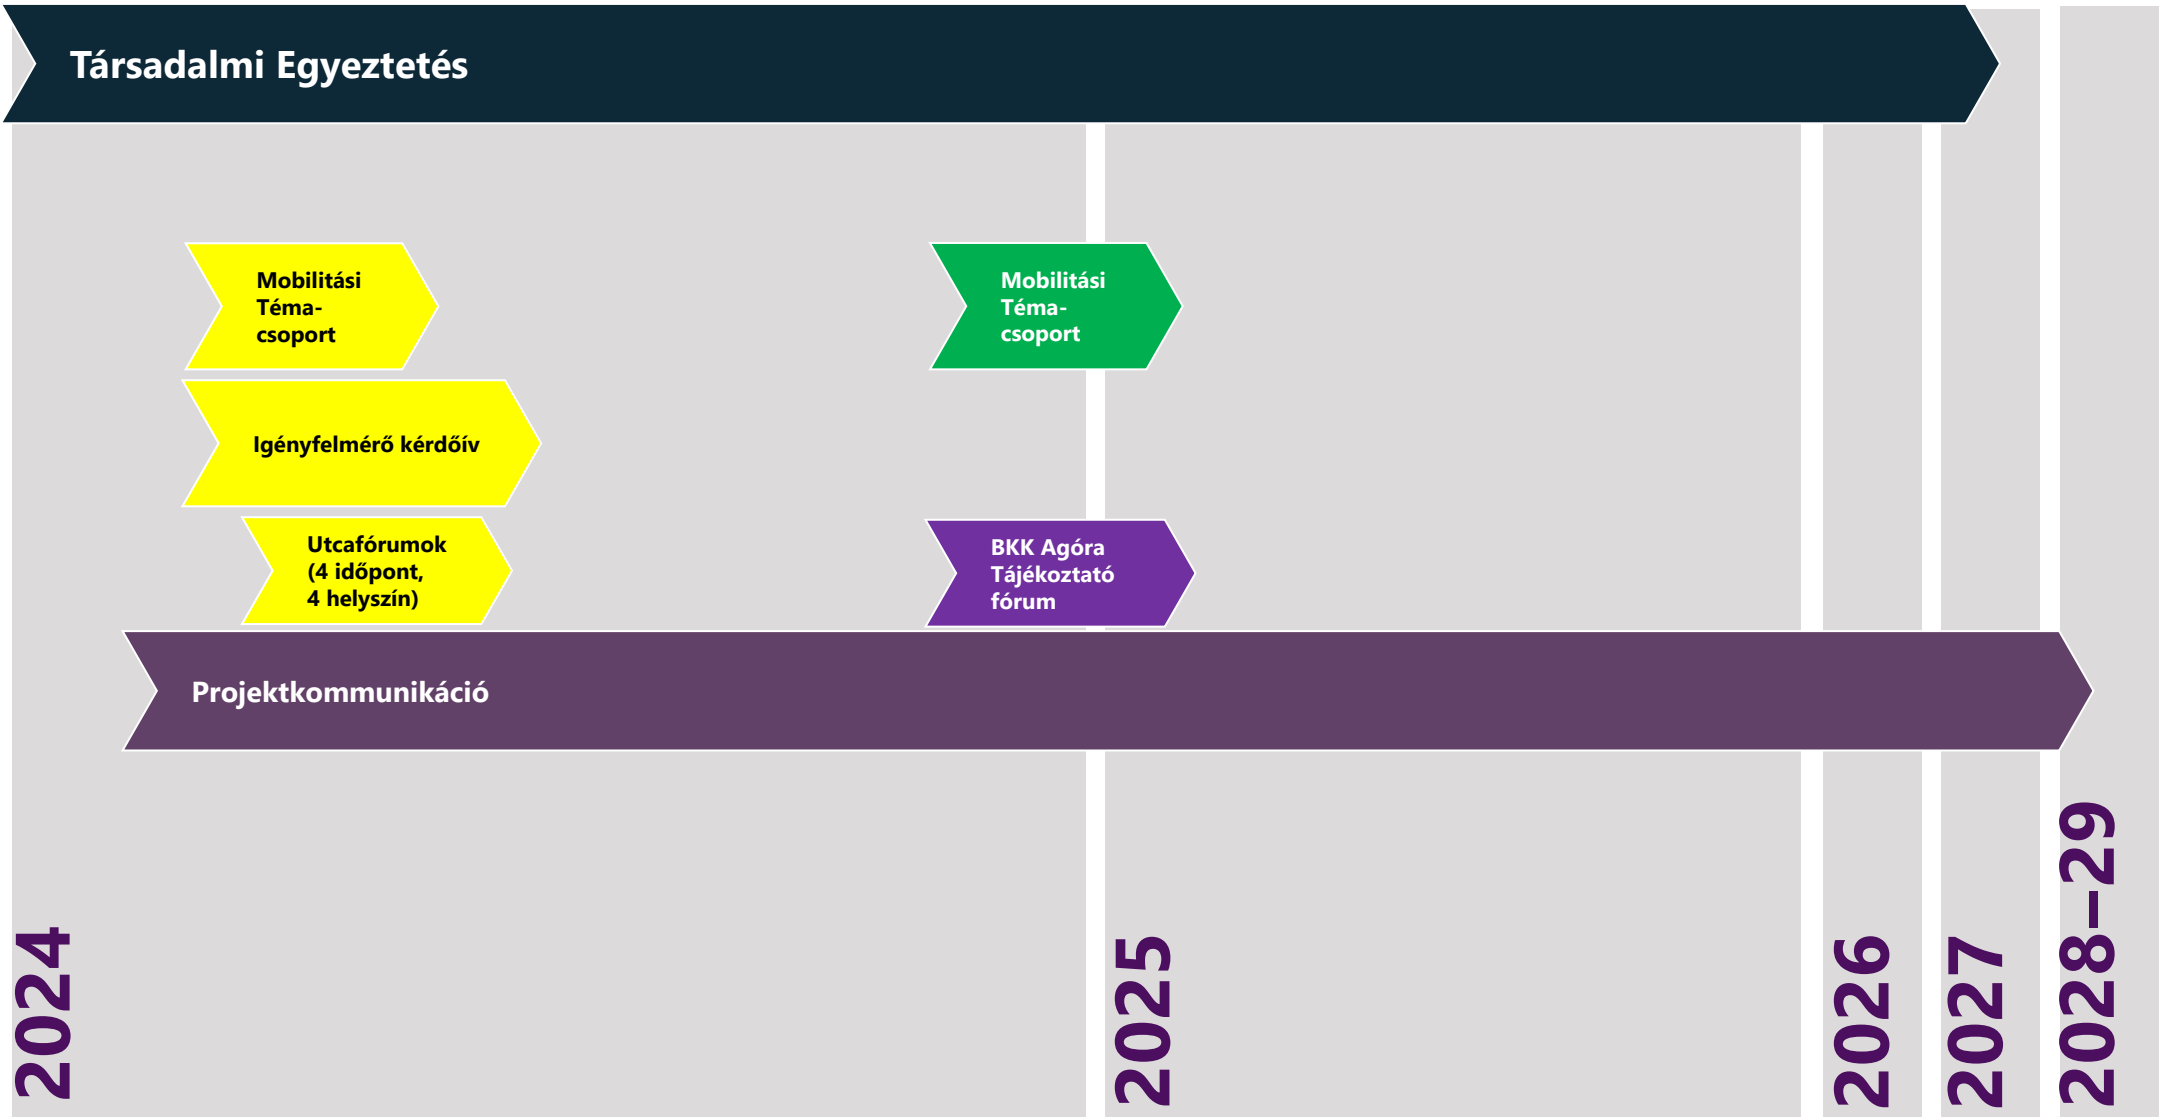 Társadalmi Egyeztetés
Mobilitási
Téma-
csoport
Mobilitási
Téma-
csoport
Igényfelmérő kérdőív
Utcafórumok
(4 időpont,
4 helyszín)
BKK Agóra
Tájékoztató
fórum
Projektkommunikáció
2024
2025
2026
2027
2028–29